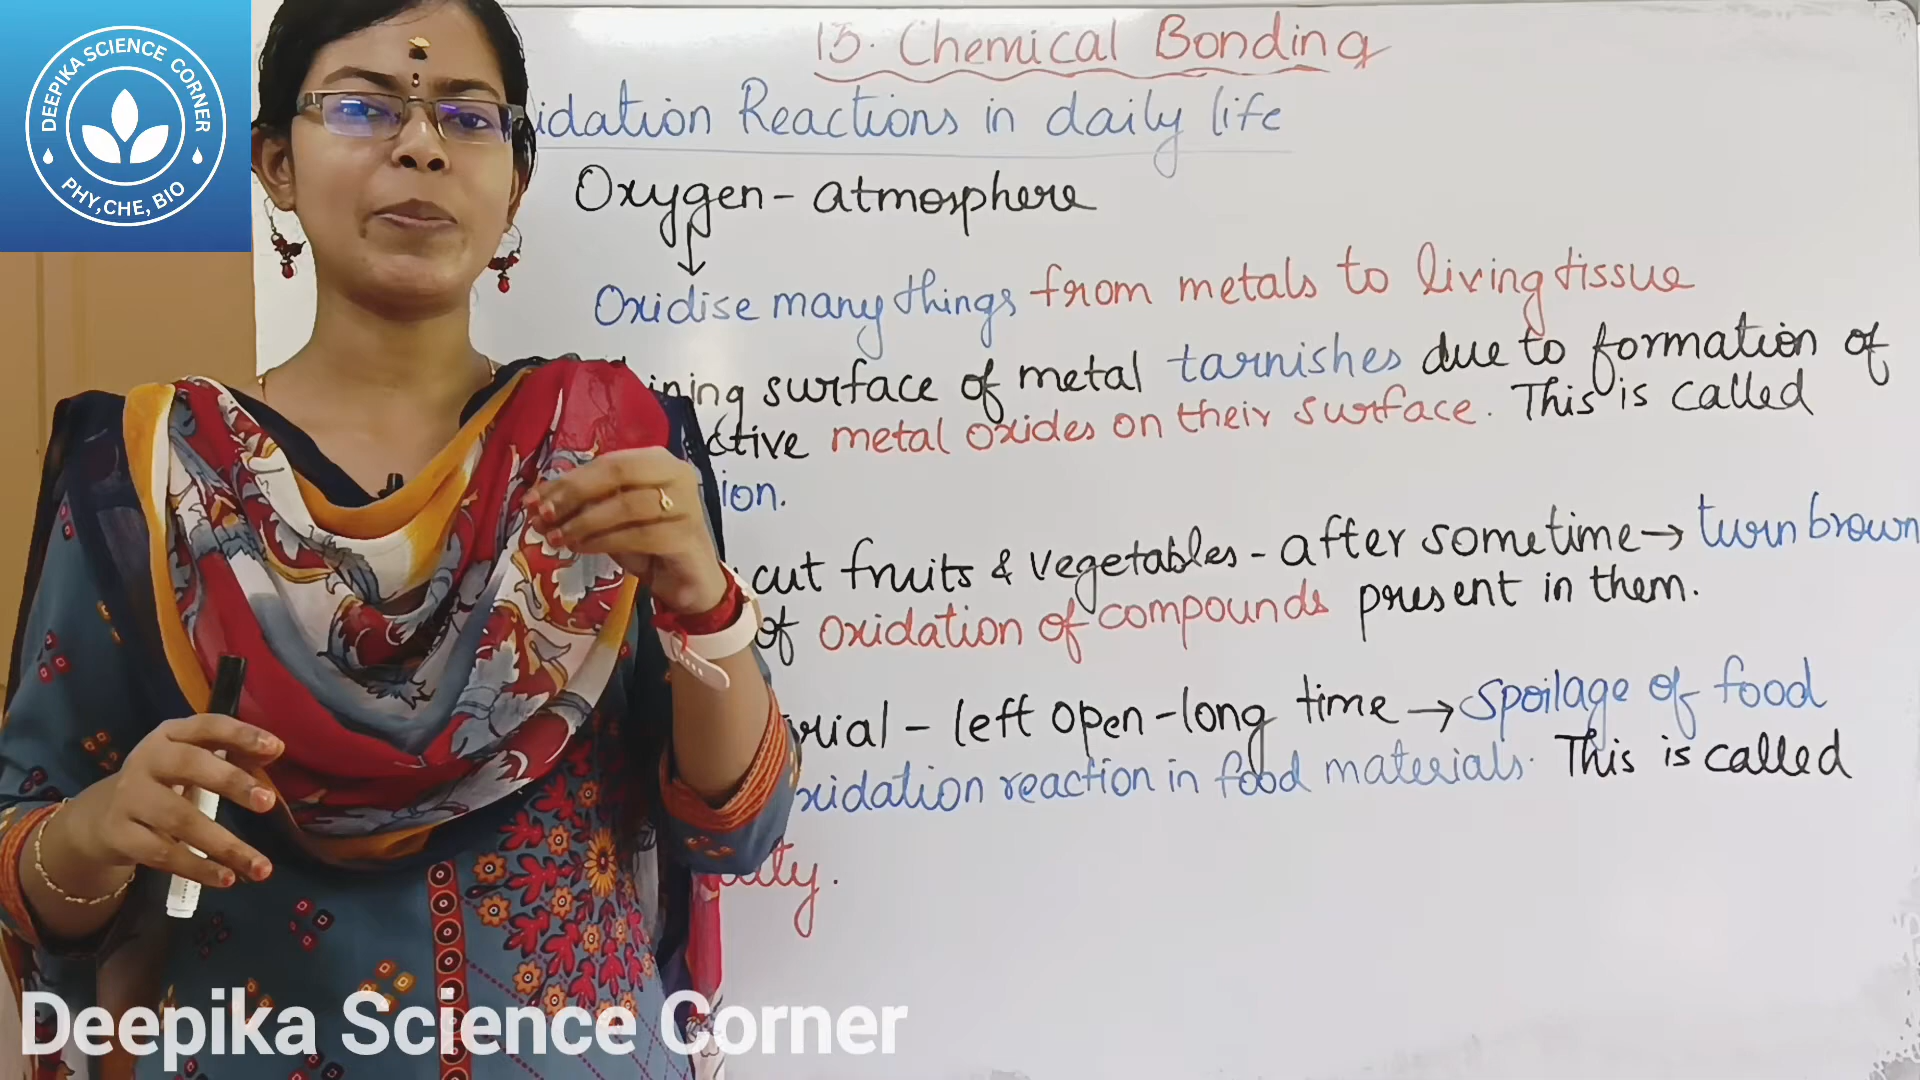 DEEPIKA SCIENCE CORNER
PHY, CHE, BIO
13. Chemical Bonding
idation Reactions in daily life
Oxygen - atmosphere
Oxidise many things from metals to living tissue
ining surface of metal tarnishes due to formation of
ctive metal oxides on their surface. This is called
ion.
cut fruits & vegetables - after sometime → turn brown
of oxidation of compounds present in them.
rial - left open - long time → spoilage of food
xidation reaction in food materials. This is called
ity.
Deepika Science Corner